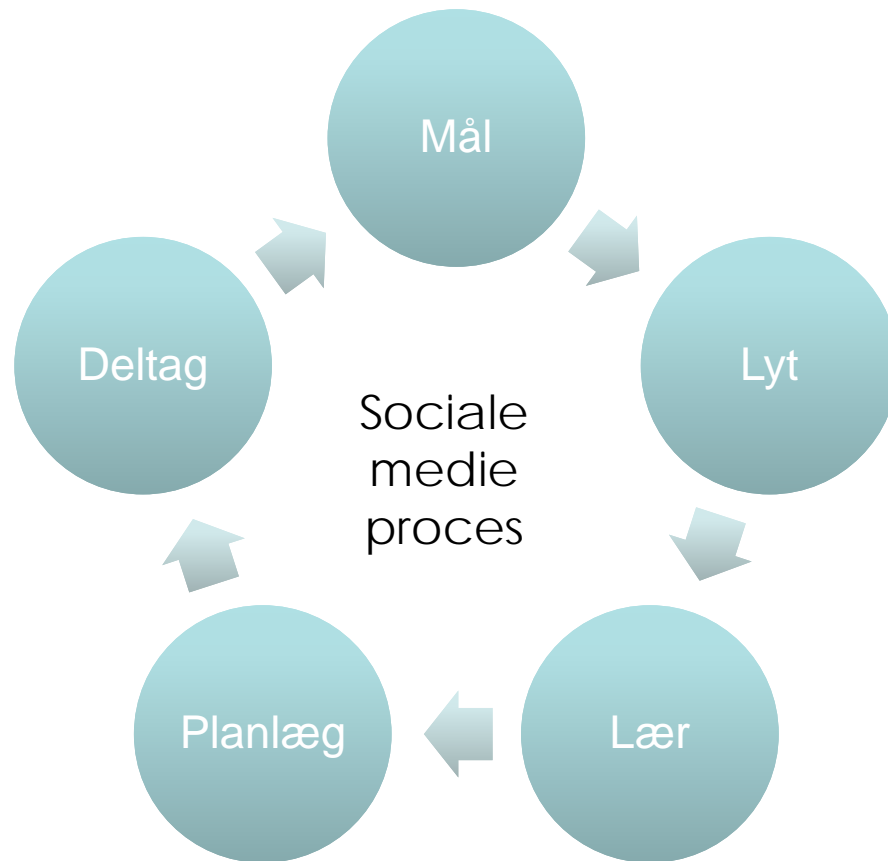 Mål
Deltag
Lyt
Sociale
medie
proces
Planlæg
Lær